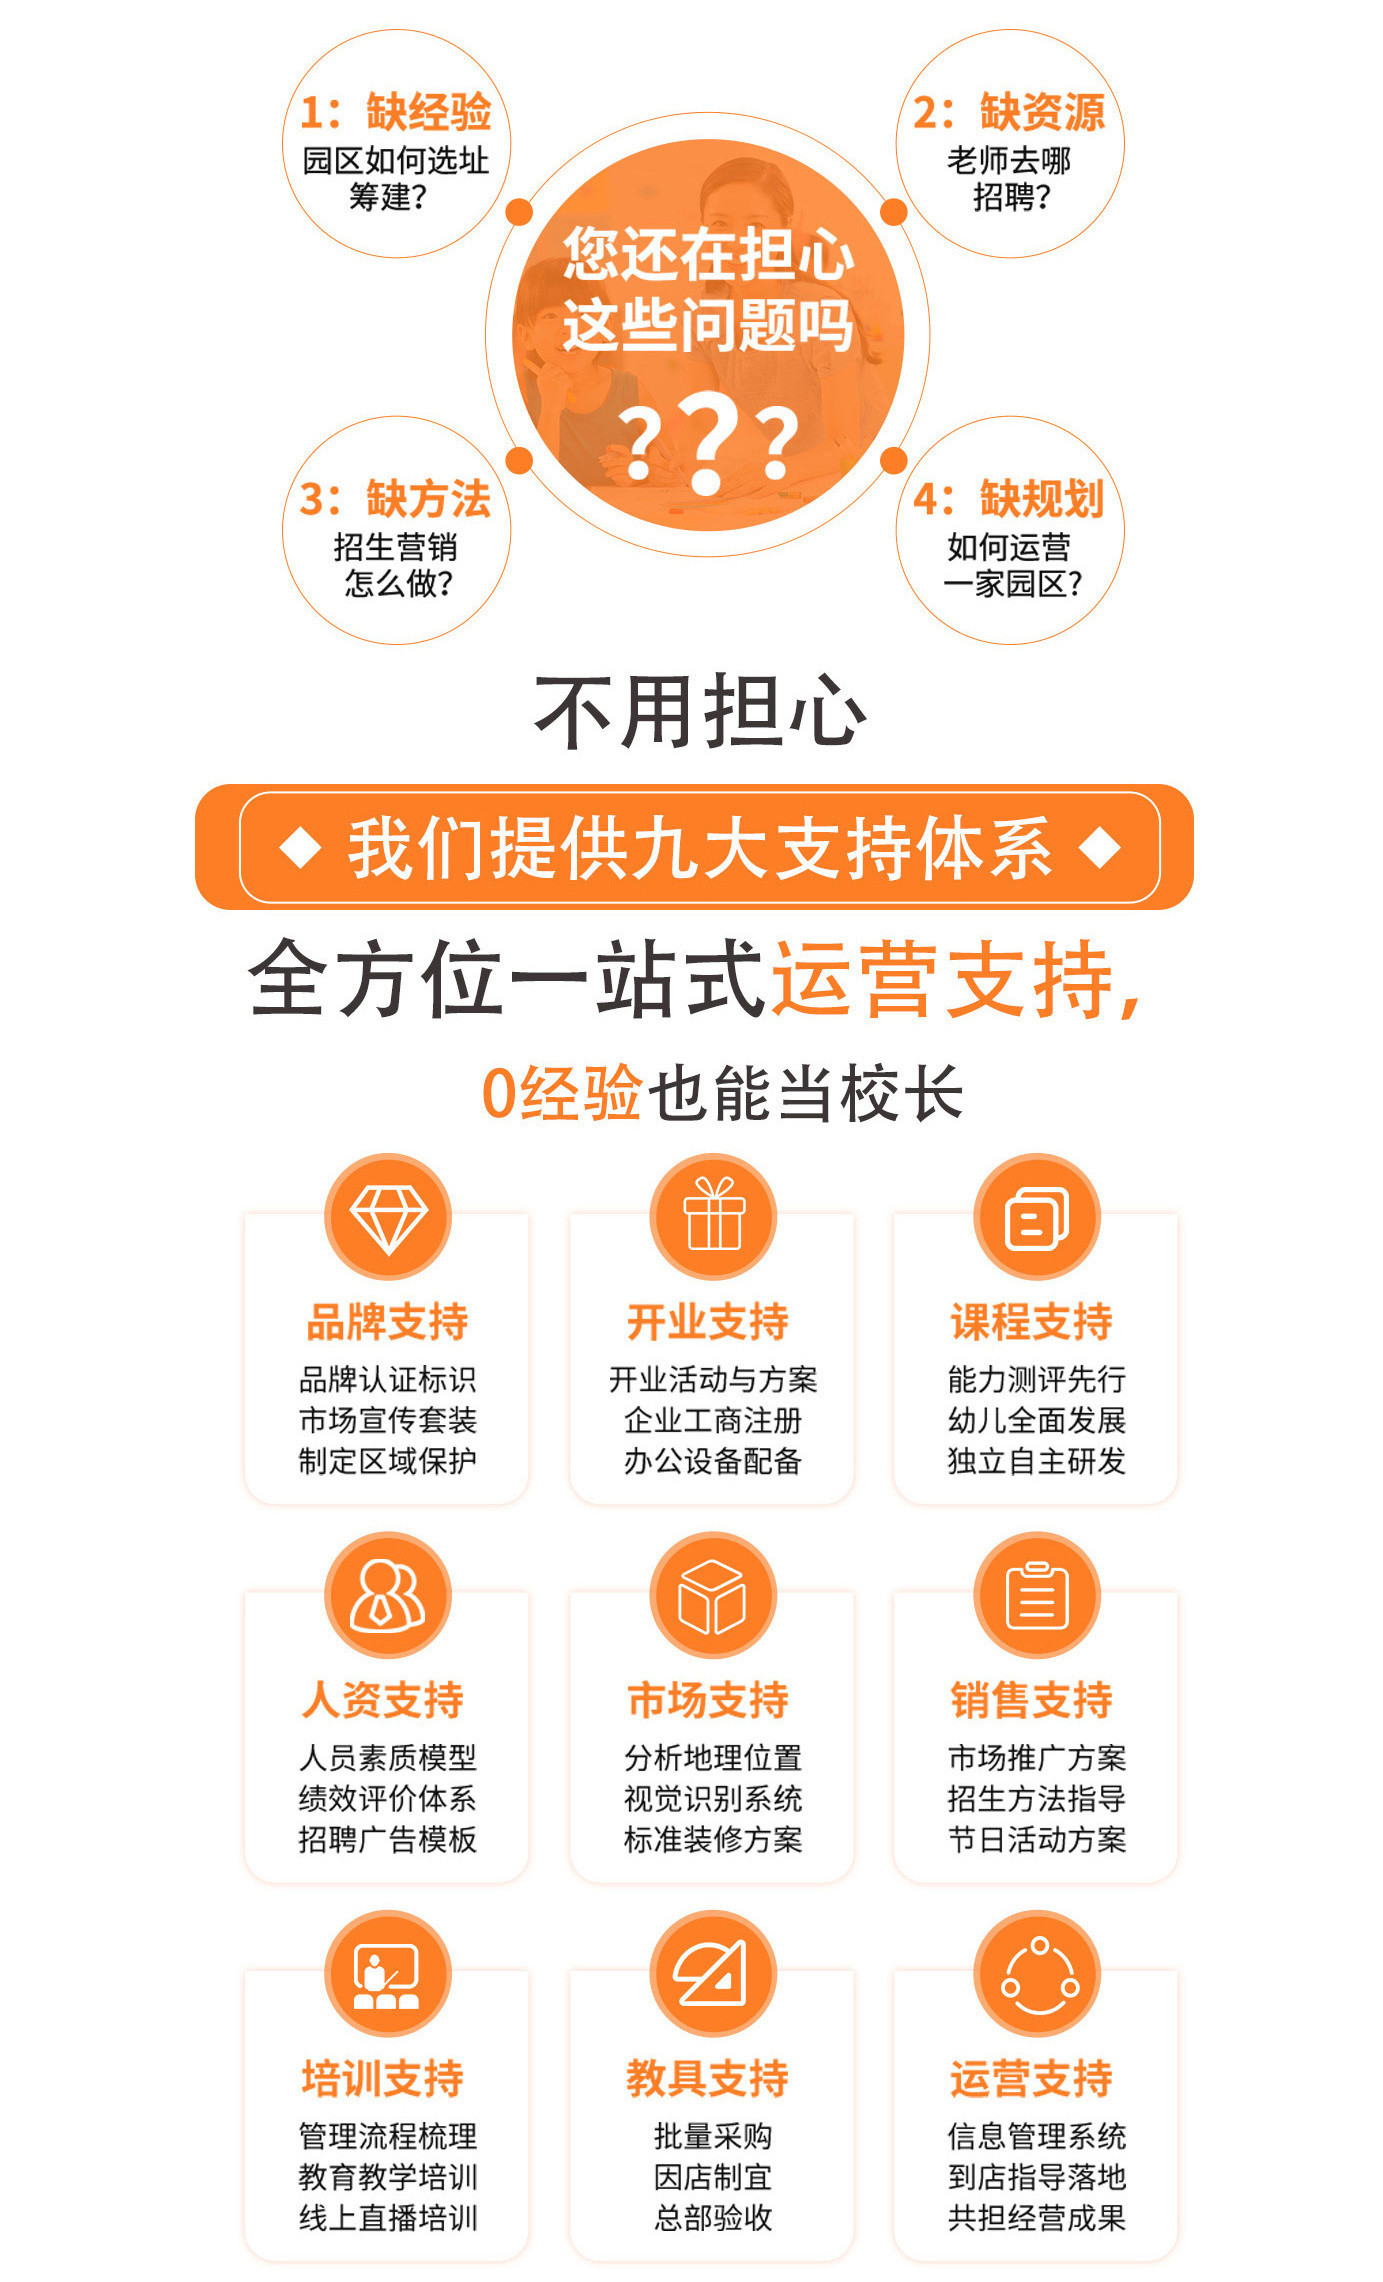 1：缺经验
园区如何选址
筹建？
2：缺资源
老师去哪
招聘？
您还在担心
这些问题吗
???
3：缺方法
招生营销
怎么做？
4：缺规划
如何运营
一家园区？
不用担心
我们提供九大支持体系
全方位一站式运营支持,
0经验也能当校长
品牌支持
品牌认证标识
市场宣传套装
制定区域保护
开业支持
开业活动与方案
企业工商注册
办公设备配备
课程支持
能力测评先行
幼儿全面发展
独立自主研发
人资支持
人员素质模型
绩效评价体系
招聘广告模板
市场支持
分析地理位置
视觉识别系统
标准装修方案
销售支持
市场推广方案
招生方法指导
节日活动方案
培训支持
管理流程梳理
教育教学培训
线上直播培训
教具支持
批量采购
因店制宜
总部验收
运营支持
信息管理系统
到店指导落地
共担经营成果